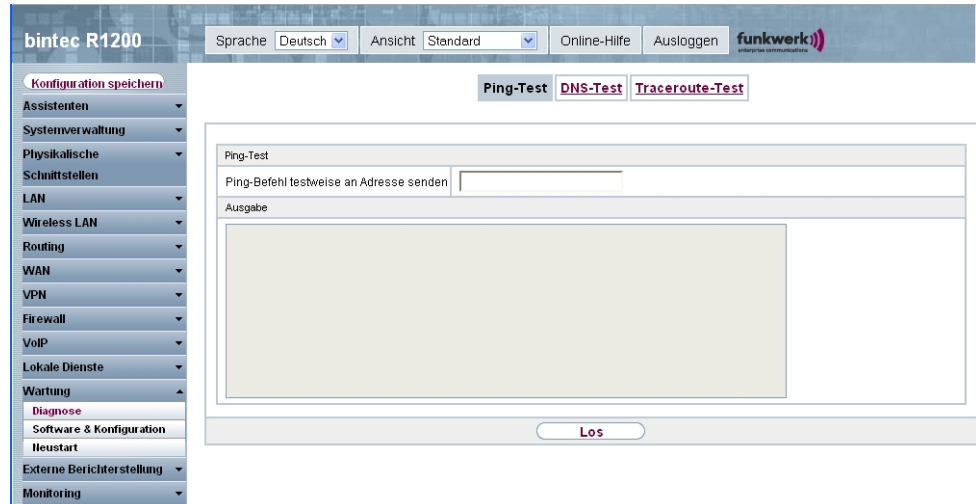 bintec R1200
Sprache Deutsch Ansicht Standard Online-Hilfe Ausloggen funkwerk
enterprise communications
Konfiguration speichern
Assistenten
Systemverwaltung
Physikalische
Schnittstellen
LAN
Wireless LAN
Routing
WAN
VPN
Firewall
VoIP
Lokale Dienste
Wartung
Diagnose
Software & Konfiguration
Neustart
Externe Berichterstellung
Monitoring
Ping-Test DNS-Test Traceroute-Test
Ping-Test
Ping-Befehl testweise an Adresse senden
Ausgabe
Los